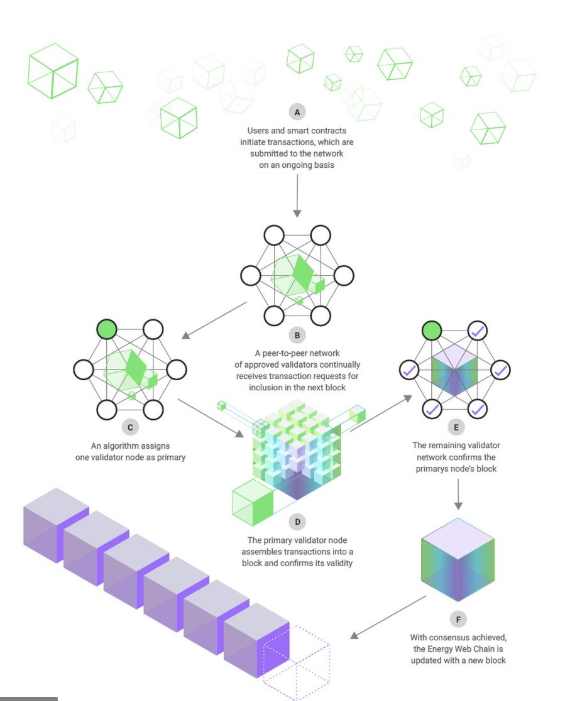 A
Users and smart contracts
initiate transactions, which are
submitted to the network
on an ongoing basis
B
A peer-to-peer network
of approved validators continually
receives transaction requests for
inclusion in the next block
C
An algorithm assigns
one validator node as primary
D
The primary validator node
assembles transactions into a
block and confirms its validity
E
The remaining validator
network confirms the
primarys node's block
F
With consensus achieved,
the Energy Web Chain is
updated with a new block